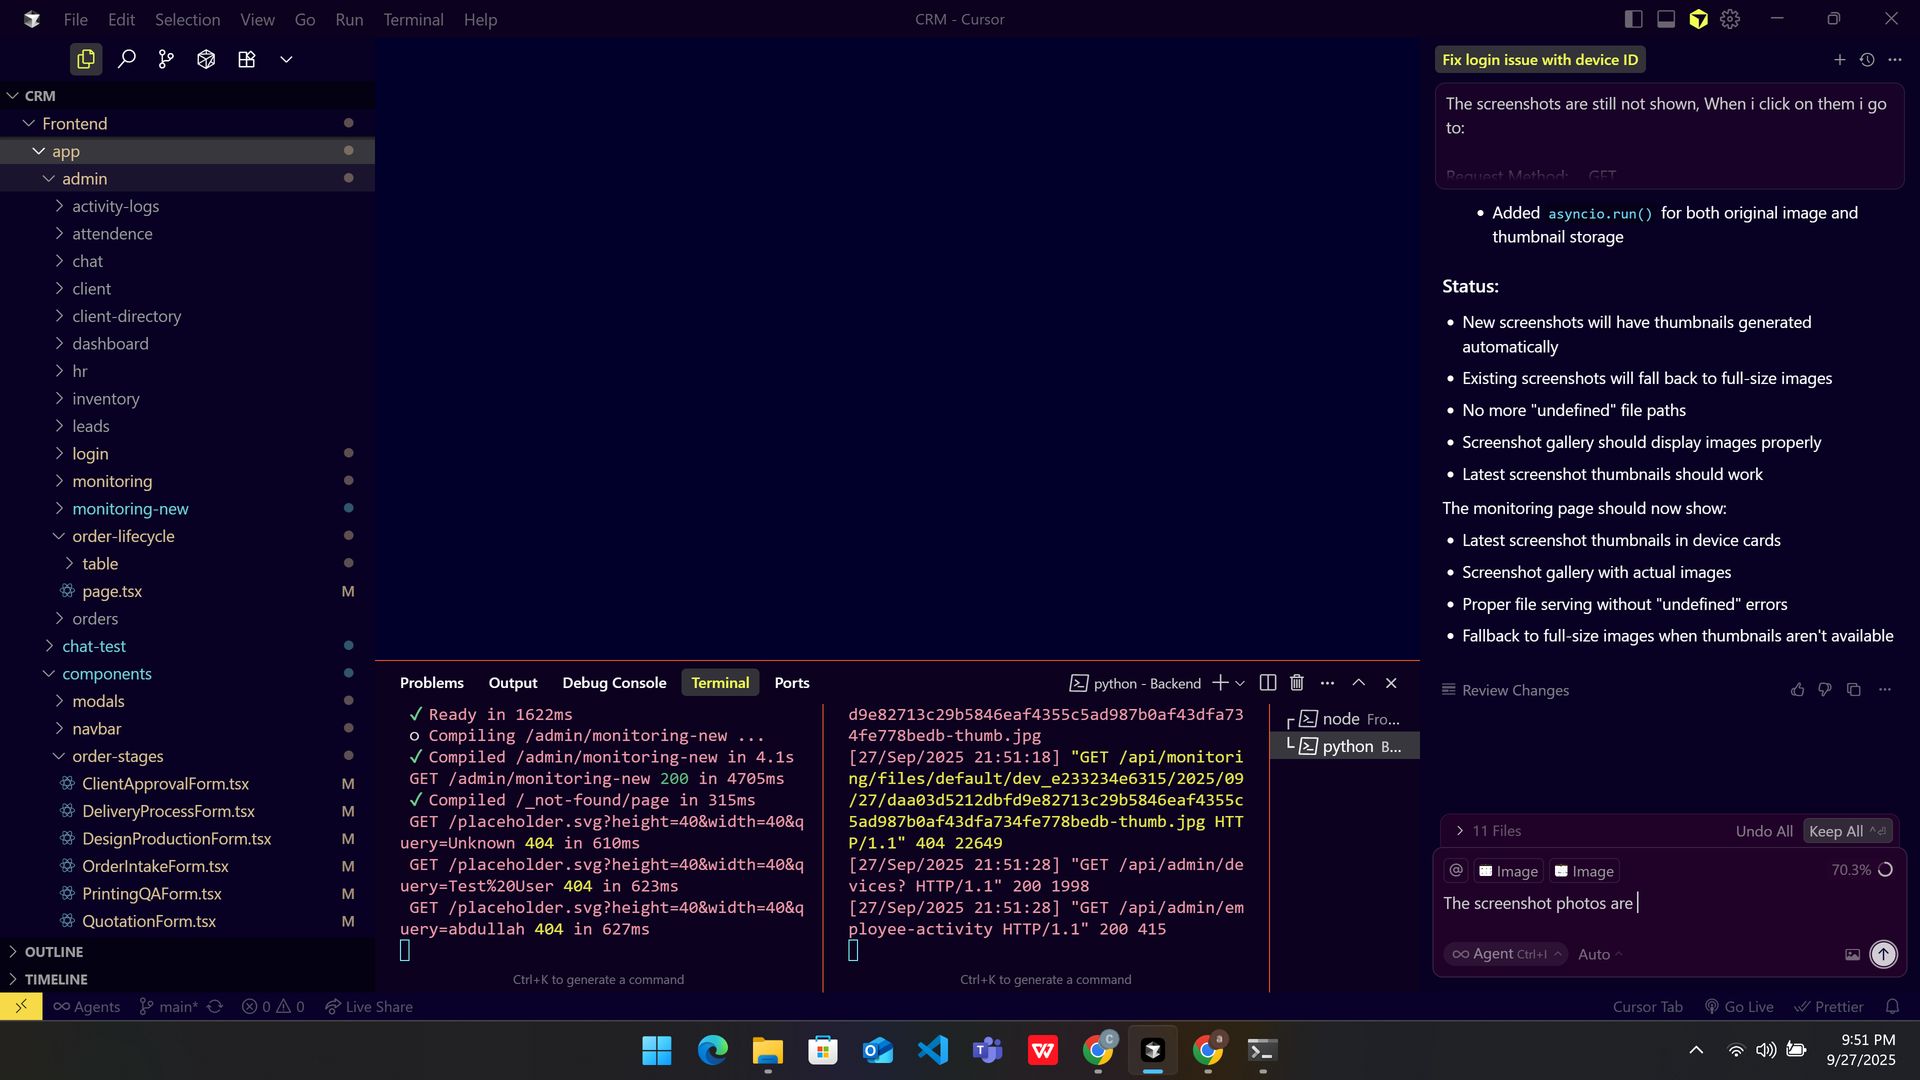 File Edit Selection View Go Run Terminal Help
CRM - Cursor
CRM
Frontend
app
admin
activity-logs
attendence
chat
client
client-directory
dashboard
hr
inventory
leads
login
monitoring
monitoring-new
order-lifecycle
table
page.tsx M
orders
chat-test
components
modals
navbar
order-stages
ClientApprovalForm.tsx M
DeliveryProcessForm.tsx M
DesignProductionForm.tsx M
OrderIntakeForm.tsx M
PrintingQAForm.tsx M
QuotationForm.tsx M
OUTLINE
TIMELINE
Problems Output Debug Console Terminal Ports
python - Backend
✓ Ready in 1622ms
○ Compiling /admin/monitoring-new ...
✓ Compiled /admin/monitoring-new in 4.1s
GET /admin/monitoring-new 200 in 4705ms
✓ Compiled /_not-found/page in 315ms
GET /placeholder.svg?height=40&width=40&q
uery=Unknown 404 in 610ms
GET /placeholder.svg?height=40&width=40&q
uery=Test%20User 404 in 623ms
GET /placeholder.svg?height=40&width=40&q
uery=abdullah 404 in 627ms
Ctrl+K to generate a command
d9e82713c29b5846eaf4355c5ad987b0af43dfa73
4fe778bedb-thumb.jpg
[27/Sep/2025 21:51:18] "GET /api/monitori
ng/files/default/dev_e233234e6315/2025/09
/27/daa03d5212dbfd9e82713c29b5846eaf4355c
5ad987b0af43dfa734fe778bedb-thumb.jpg HTT
P/1.1" 404 22649
[27/Sep/2025 21:51:28] "GET /api/admin/de
vices? HTTP/1.1" 200 1998
[27/Sep/2025 21:51:28] "GET /api/admin/em
ployee-activity HTTP/1.1" 200 415
Ctrl+K to generate a command
node Fro...
python B...
Fix login issue with device ID
The screenshots are still not shown, When i click on them i go
to:
Request Method: GET
• Added asyncio.run() for both original image and
thumbnail storage
Status:
• New screenshots will have thumbnails generated
automatically
• Existing screenshots will fall back to full-size images
• No more "undefined" file paths
• Screenshot gallery should display images properly
• Latest screenshot thumbnails should work
The monitoring page should now show:
• Latest screenshot thumbnails in device cards
• Screenshot gallery with actual images
• Proper file serving without "undefined" errors
• Fallback to full-size images when thumbnails aren't available
Review Changes
11 Files Undo All Keep All
@ Image Image 70.3%
The screenshot photos are
Agent Ctrl+I Auto
Agents main* 0 0 Live Share
Cursor Tab Go Live Prettier
9:51 PM
9/27/2025